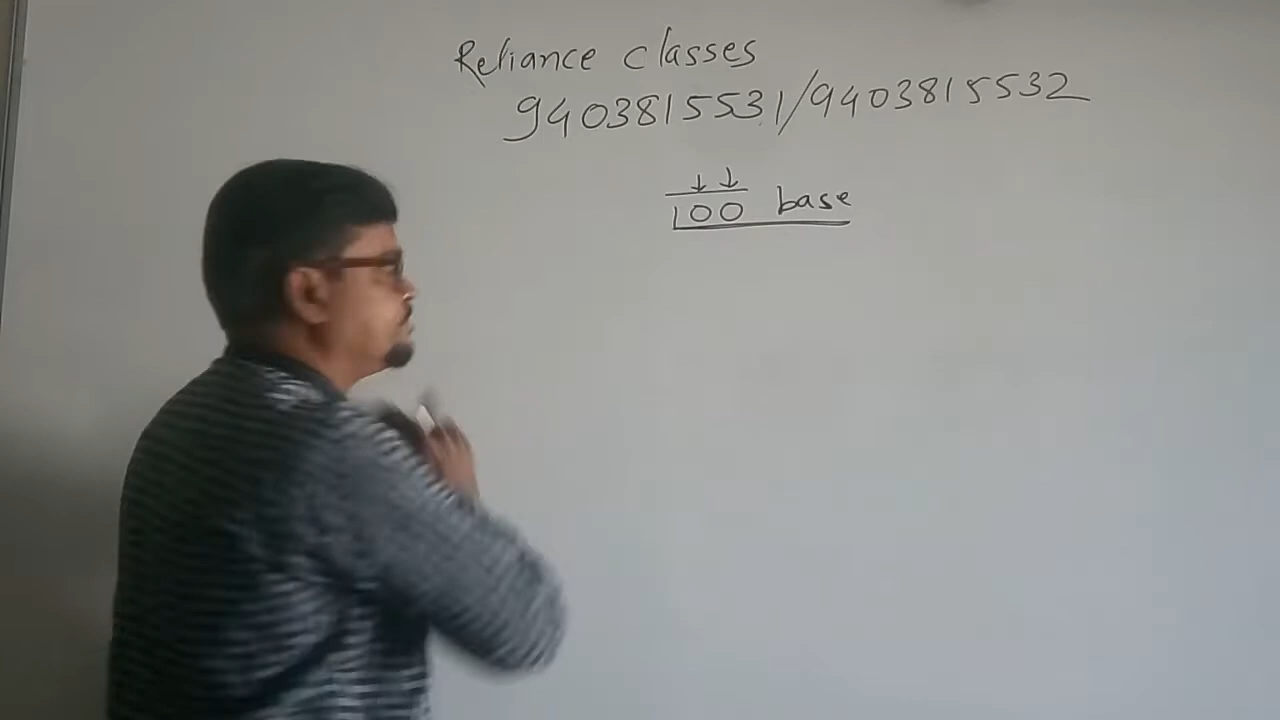 Reliance classes
9403815531/9403815532
↓↓
100 base